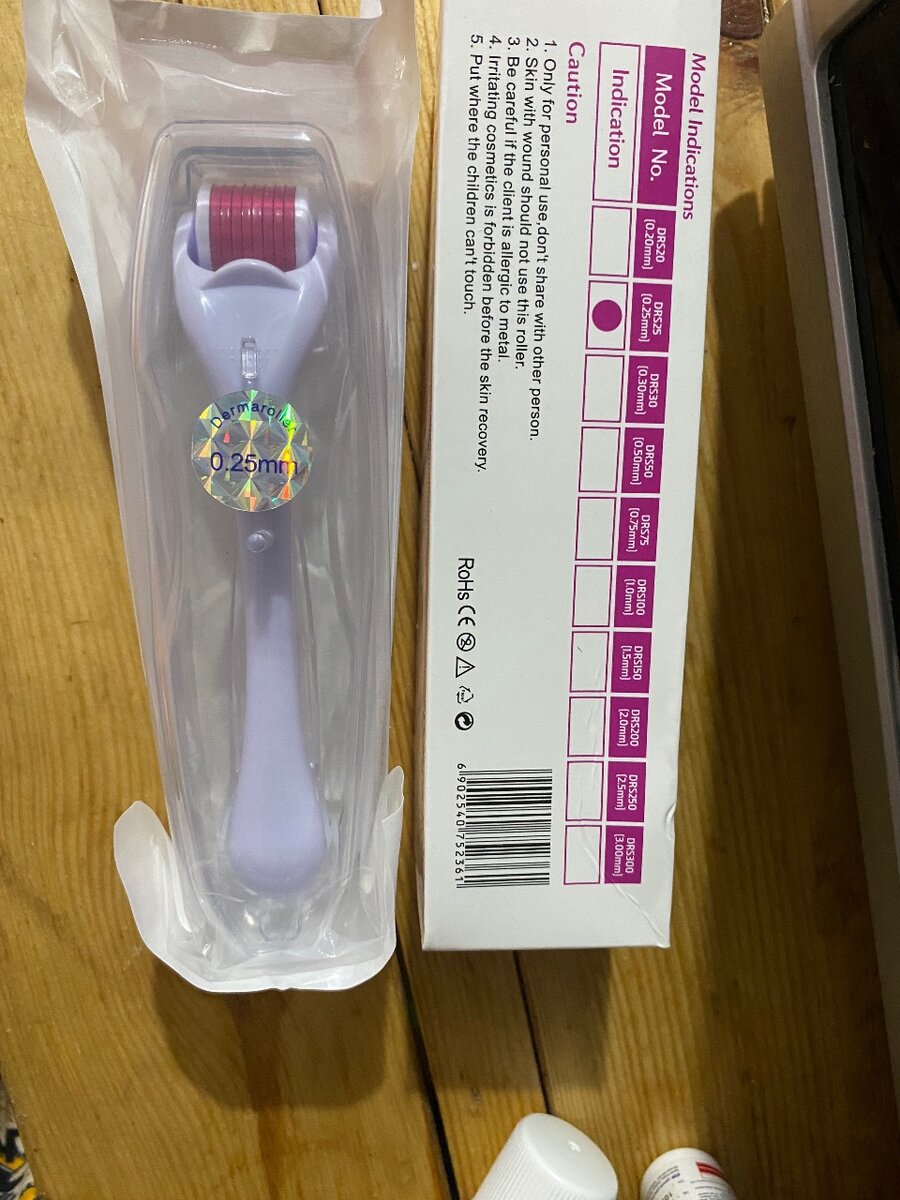 Dermaroller
0.25mm
Model Indications
Model No.
DRS20
(0.20mm)
DRS25
(0.25mm)
DRS30
(0.30mm)
DRS50
(0.50mm)
DRS75
(0.75mm)
DRS100
(1.0mm)
DRS150
(1.5mm)
DRS200
(2.0mm)
DRS250
(2.5mm)
DRS300
(3.00mm)
Indication
Caution
1. Only for personal use,don't share with other person.
2. Skin with wound should not use this roller.
3. Be careful if the client is allergic to metal.
4. Irritating cosmetics is forbidden before the skin recovery.
5. Put where the children can't touch.
RoHs CE
6 902540 752361